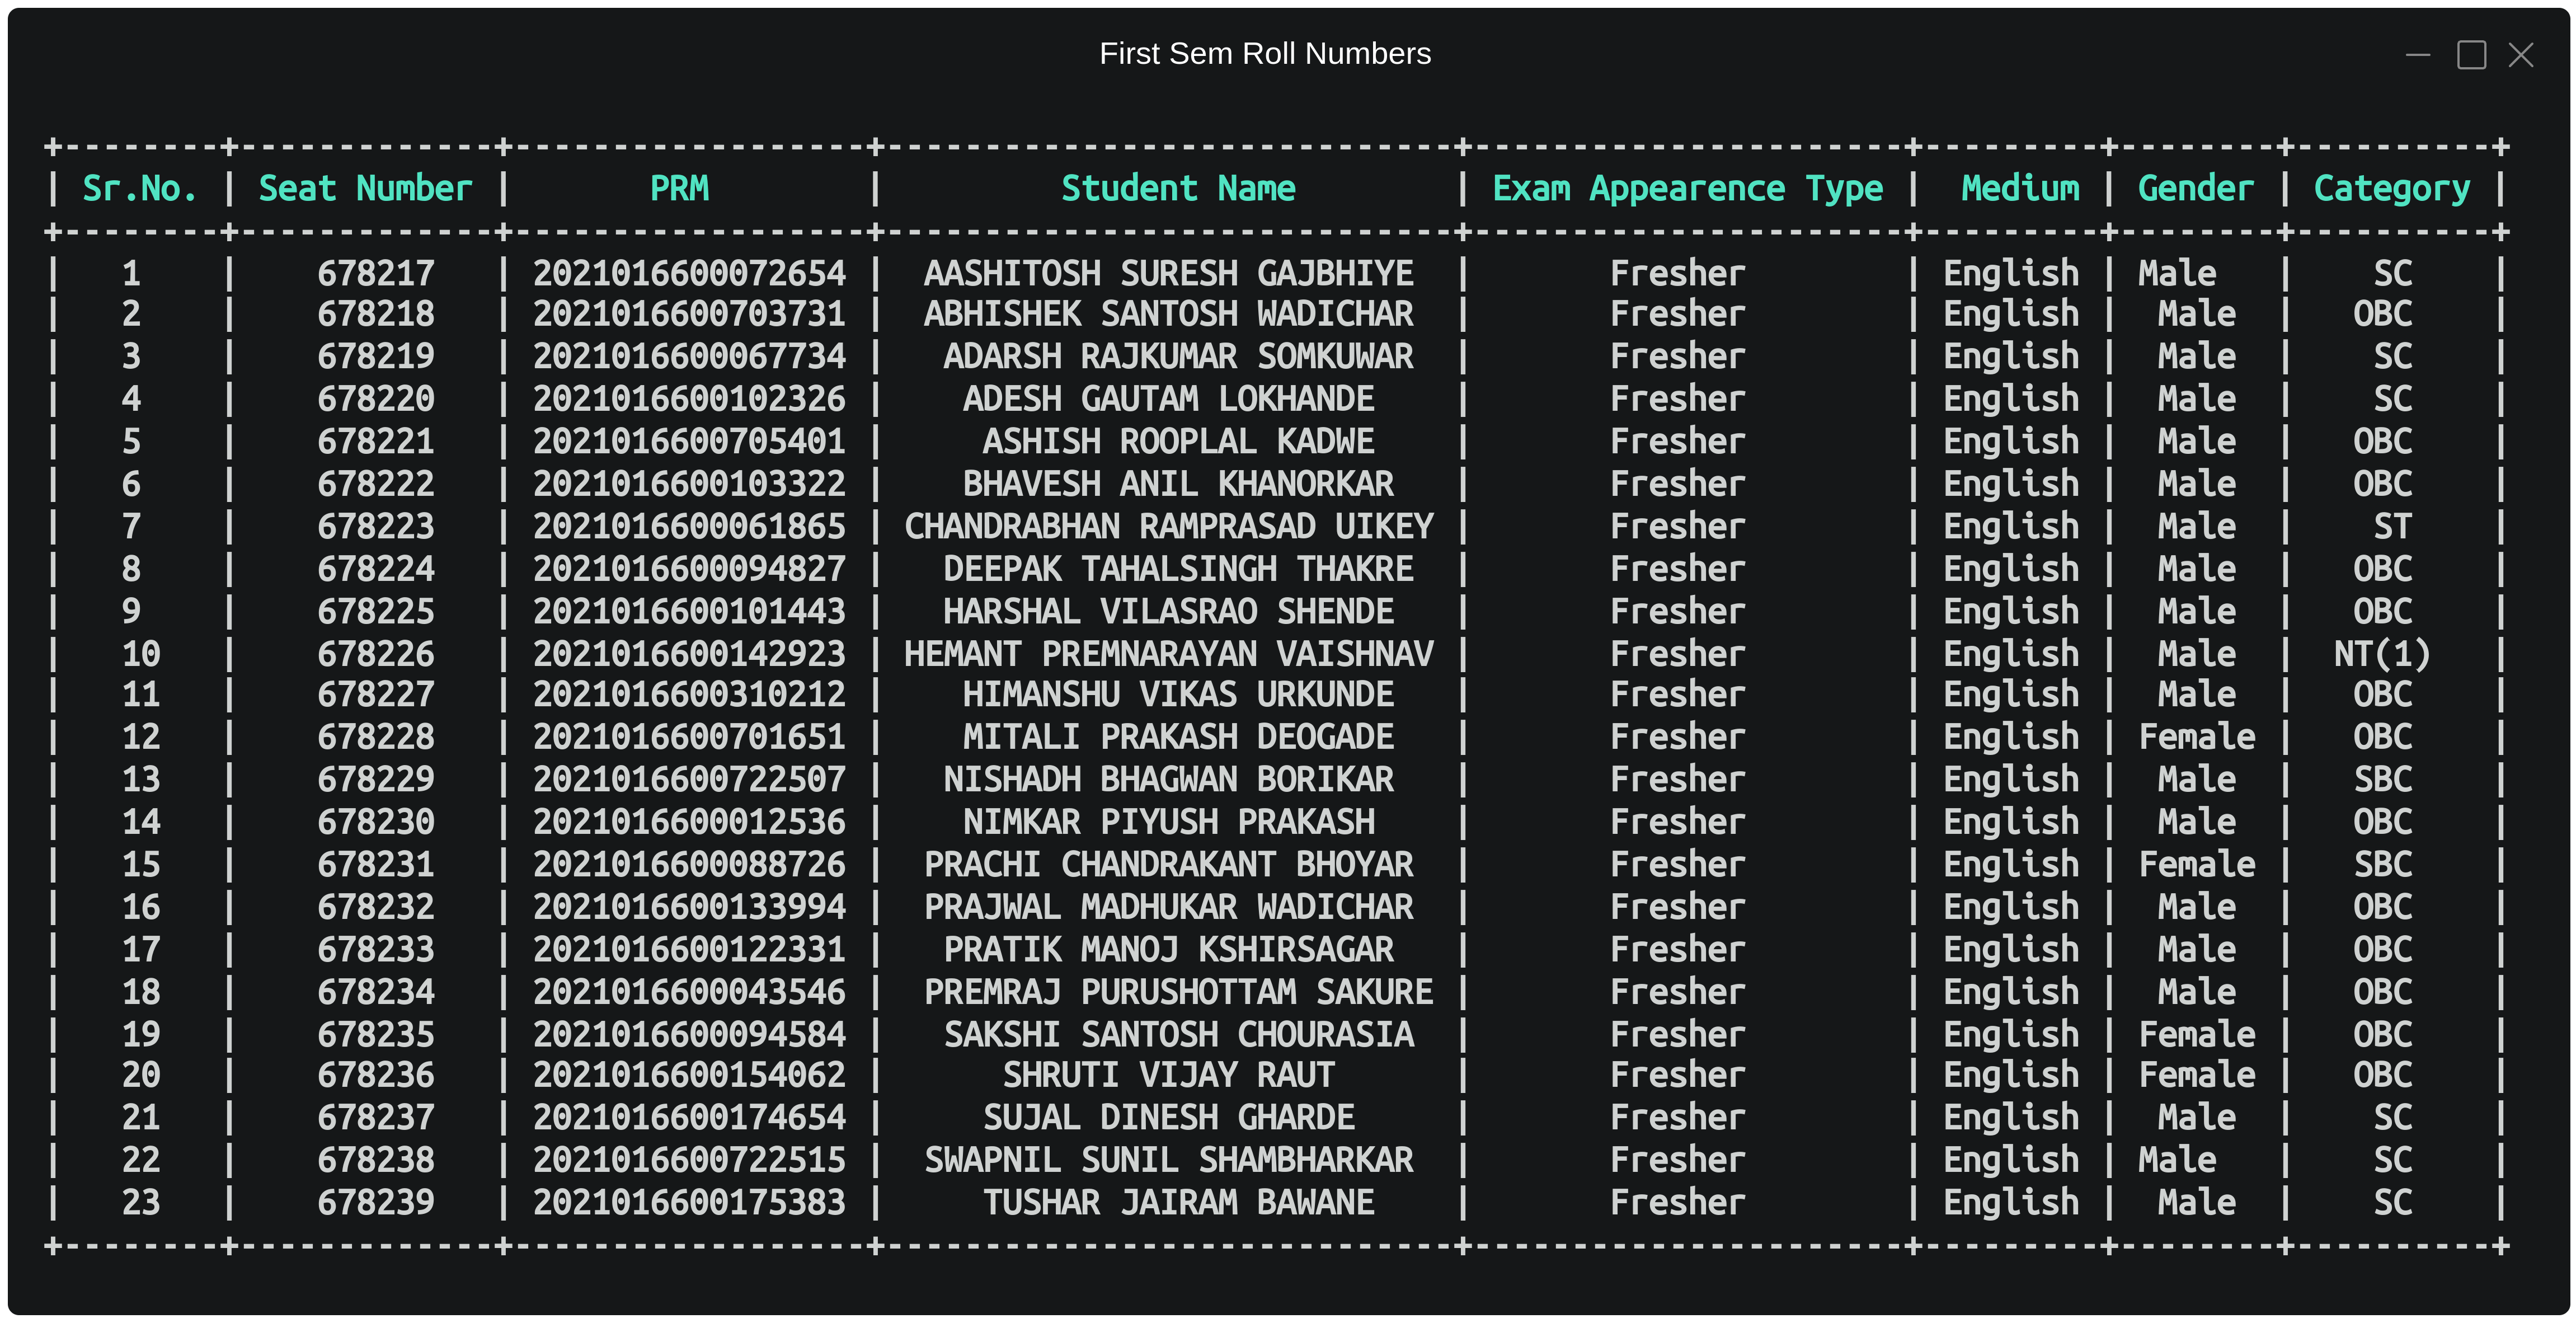 First Sem Roll Numbers
+--------+-------------+------------------+-----------------------------+----------------------+---------+--------+----------+
| Sr.No. | Seat Number | PRM | Student Name | Exam Appearence Type | Medium | Gender | Category |
+--------+-------------+------------------+-----------------------------+----------------------+---------+--------+----------+
| 1 | 678217 | 2021016600072654 | AASHITOSH SURESH GAJBHIYE | Fresher | English | Male | SC |
| 2 | 678218 | 2021016600703731 | ABHISHEK SANTOSH WADICHAR | Fresher | English | Male | OBC |
| 3 | 678219 | 2021016600067734 | ADARSH RAJKUMAR SOMKUWAR | Fresher | English | Male | SC |
| 4 | 678220 | 2021016600102326 | ADESH GAUTAM LOKHANDE | Fresher | English | Male | SC |
| 5 | 678221 | 2021016600705401 | ASHISH ROOPLAL KADWE | Fresher | English | Male | OBC |
| 6 | 678222 | 2021016600103322 | BHAVESH ANIL KHANORKAR | Fresher | English | Male | OBC |
| 7 | 678223 | 2021016600061865 | CHANDRABHAN RAMPRASAD UIKEY | Fresher | English | Male | ST |
| 8 | 678224 | 2021016600094827 | DEEPAK TAHALSINGH THAKRE | Fresher | English | Male | OBC |
| 9 | 678225 | 2021016600101443 | HARSHAL VILASRAO SHENDE | Fresher | English | Male | OBC |
| 10 | 678226 | 2021016600142923 | HEMANT PREMNARAYAN VAISHNAV | Fresher | English | Male | NT(1) |
| 11 | 678227 | 2021016600310212 | HIMANSHU VIKAS URKUNDE | Fresher | English | Male | OBC |
| 12 | 678228 | 2021016600701651 | MITALI PRAKASH DEOGADE | Fresher | English | Female | OBC |
| 13 | 678229 | 2021016600722507 | NISHADH BHAGWAN BORIKAR | Fresher | English | Male | SBC |
| 14 | 678230 | 2021016600012536 | NIMKAR PIYUSH PRAKASH | Fresher | English | Male | OBC |
| 15 | 678231 | 2021016600088726 | PRACHI CHANDRAKANT BHOYAR | Fresher | English | Female | SBC |
| 16 | 678232 | 2021016600133994 | PRAJWAL MADHUKAR WADICHAR | Fresher | English | Male | OBC |
| 17 | 678233 | 2021016600122331 | PRATIK MANOJ KSHIRSAGAR | Fresher | English | Male | OBC |
| 18 | 678234 | 2021016600043546 | PREMRAJ PURUSHOTTAM SAKURE | Fresher | English | Male | OBC |
| 19 | 678235 | 2021016600094584 | SAKSHI SANTOSH CHOURASIA | Fresher | English | Female | OBC |
| 20 | 678236 | 2021016600154062 | SHRUTI VIJAY RAUT | Fresher | English | Female | OBC |
| 21 | 678237 | 2021016600174654 | SUJAL DINESH GHARDE | Fresher | English | Male | SC |
| 22 | 678238 | 2021016600722515 | SWAPNIL SUNIL SHAMBHARKAR | Fresher | English | Male | SC |
| 23 | 678239 | 2021016600175383 | TUSHAR JAIRAM BAWANE | Fresher | English | Male | SC |
+--------+-------------+------------------+-----------------------------+----------------------+---------+--------+----------+